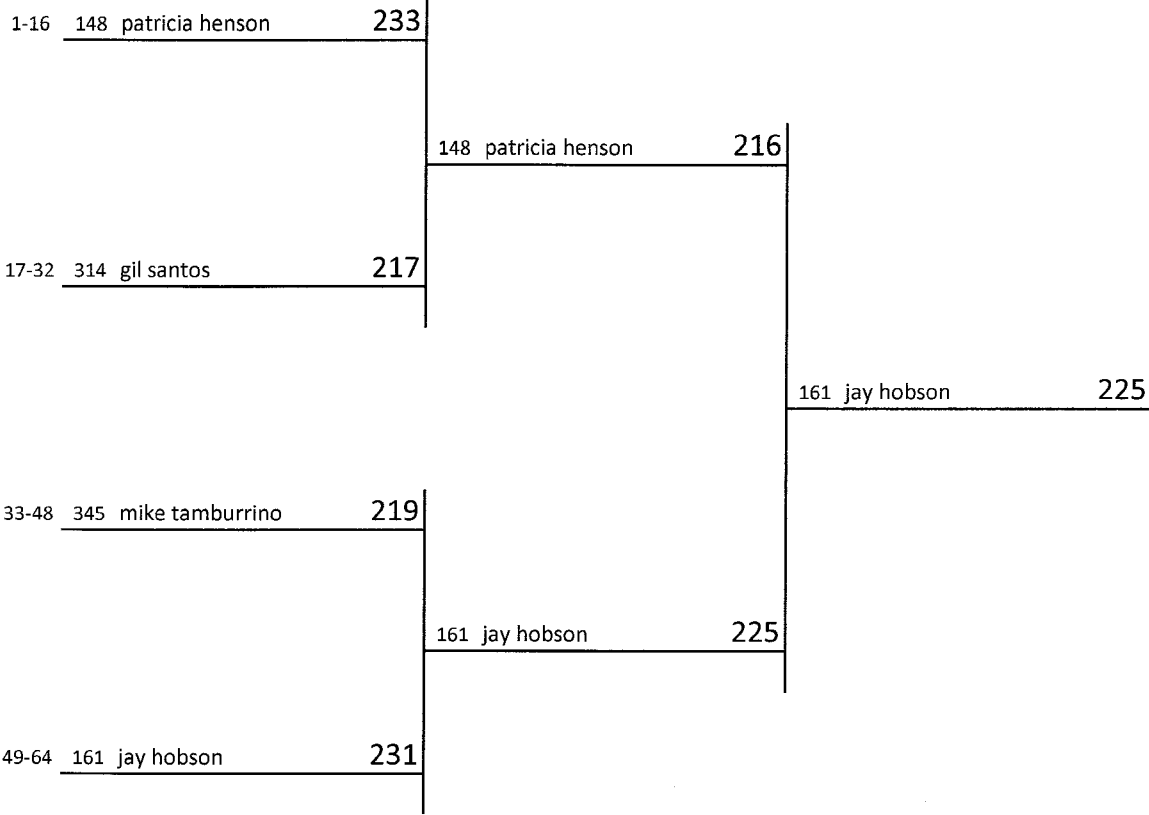 1-16 148 patricia henson 233
148 patricia henson 216
17-32 314 gil santos 217
161 jay hobson 225
33-48 345 mike tamburrino 219
161 jay hobson 225
49-64 161 jay hobson 231